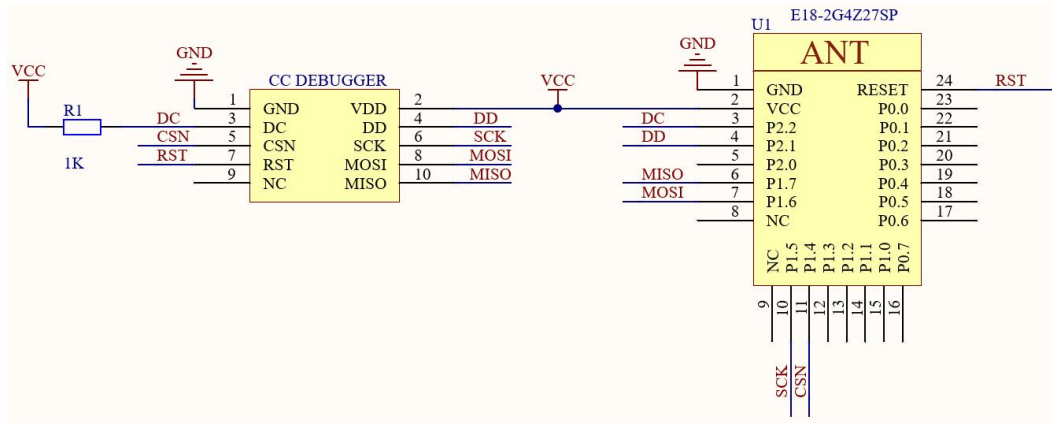 E18-2G4Z27SP
U1
ANT
GND
GND
VCC
VCC
CC DEBUGGER
R1
1K
DC 3 DC
CSN 5 CSN
RST 7 RST
9 NC
1 GND
VDD 2
DD 4 DD
SCK 6 SCK
MOSI 8 MOSI
MISO 10 MISO
1 GND
2 VCC
DC 3 P2.2
DD 4 P2.1
5 P2.0
MISO 6 P1.7
MOSI 7 P1.6
8 NC
RESET 24 RST
P0.0 23
P0.1 22
P0.2 21
P0.3 20
P0.4 19
P0.5 18
P0.6 17
NC P1.5 P1.4 P1.3 P1.2 P1.1 P1.0 P0.7
9 10 11 12 13 14 15 16
SCK CSN